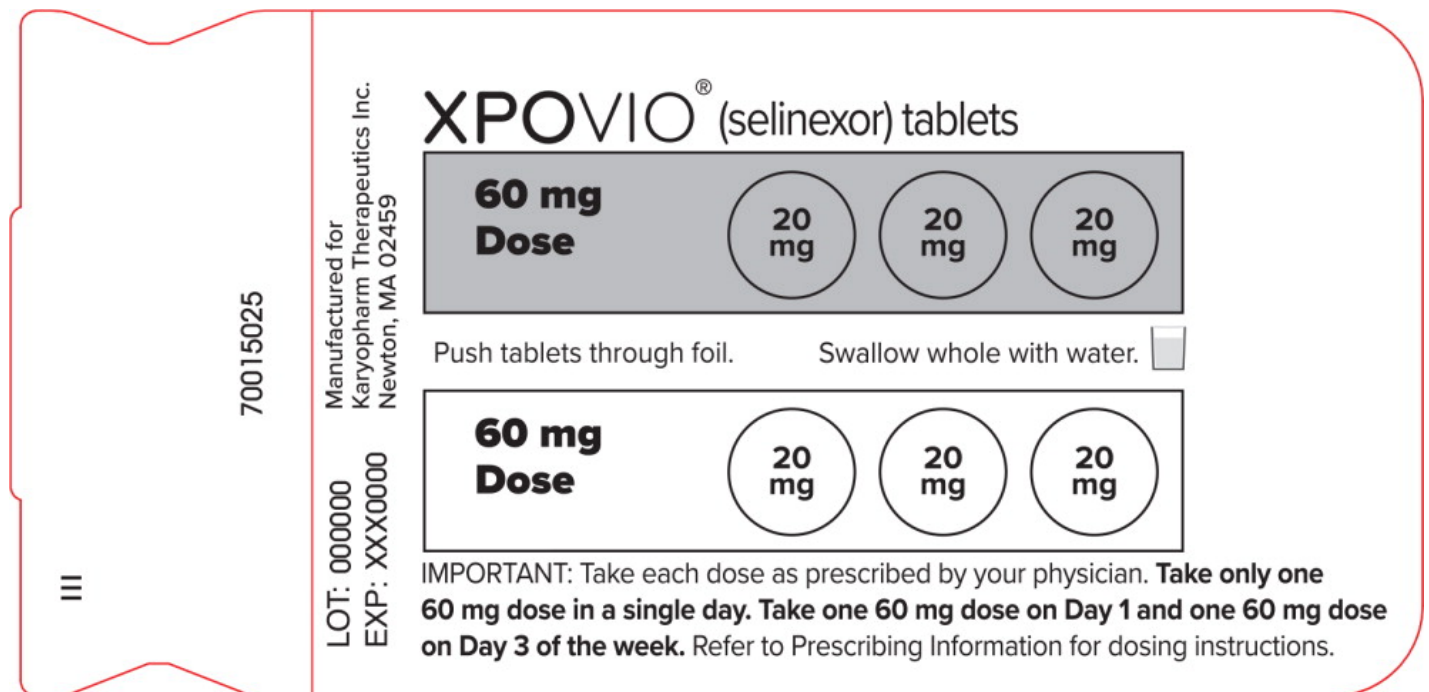 70015025
Manufactured for
Karyopharm Therapeutics Inc.
Newton, MA 02459
LOT: 000000
EXP: XXX0000
XPOVIO® (selinexor) tablets
60 mg
Dose
20
mg
20
mg
20
mg
Push tablets through foil. Swallow whole with water.
60 mg
Dose
20
mg
20
mg
20
mg
IMPORTANT: Take each dose as prescribed by your physician. Take only one
60 mg dose in a single day. Take one 60 mg dose on Day 1 and one 60 mg dose
on Day 3 of the week. Refer to Prescribing Information for dosing instructions.